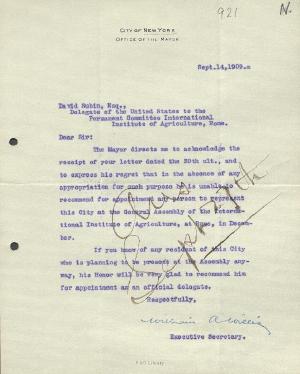 921 N.
CITY OF NEW YORK
OFFICE OF THE MAYOR
Sept. 14, 1909.
David Lubin, Esq.,
Delegate of the United States to the
Permanent Committee International
Institute of Agriculture, Rome.
Dear Sir:
The Mayor directs me to acknowledge the
receipt of your letter dated the 20th ult., and
to express his regret that in the absence of any
appropriation for such purpose he is unable to
recommend for appointment any person to represent
this City at the General Assembly of the Interna-
tional Institute of Agriculture, at Rome, in Decem-
ber.
If you know of any resident of this City
who is planning to be present at the Assembly any-
way, his Honor will be very glad to recommend him
for appointment as an official delegate.
Respectfully,
Executive Secretary.